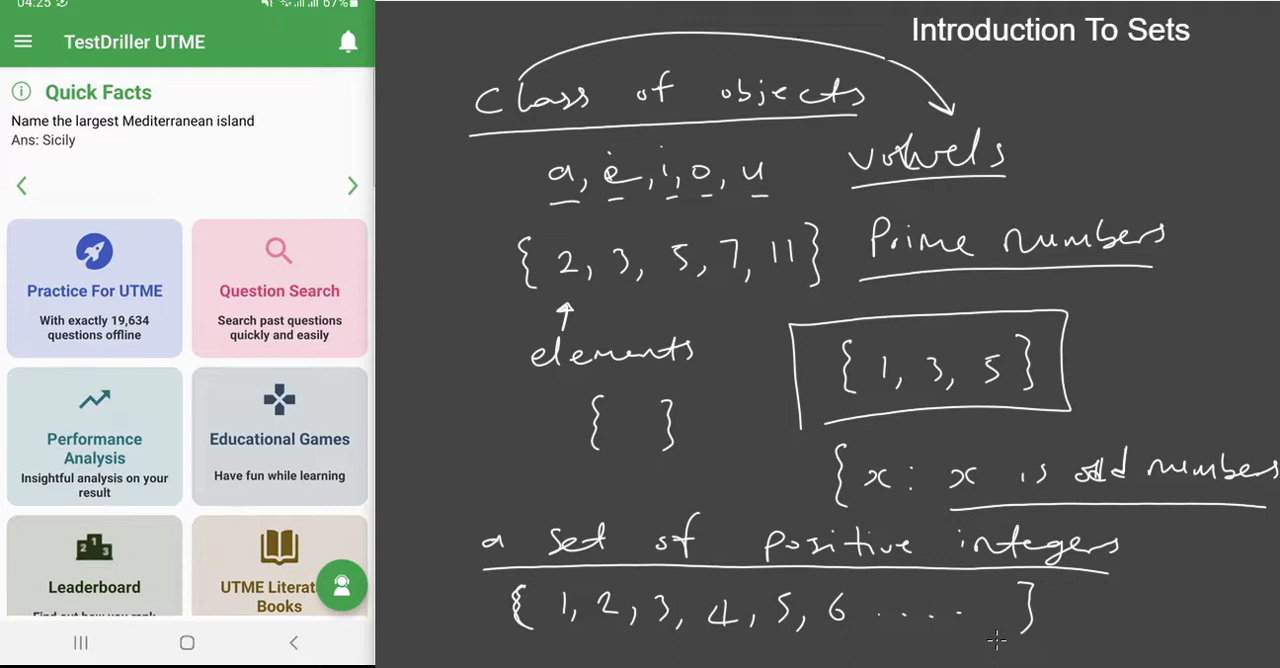 04:25
67%
TestDriller UTME
Quick Facts
Name the largest Mediterranean island
Ans: Sicily
Practice For UTME
With exactly 19,634
questions offline
Question Search
Search past questions
quickly and easily
Performance
Analysis
Insightful analysis on your
result
Educational Games
Have fun while learning
Leaderboard
UTME Literat
Books
Introduction To Sets
Class of objects
a, e, i, o, u vowels
{ 2, 3, 5, 7, 11 } Prime numbers
elements
{ 1, 3, 5 }
{ }
{ x : x is odd numbers
a set of positive integers
{ 1, 2, 3, 4, 5, 6 .... }